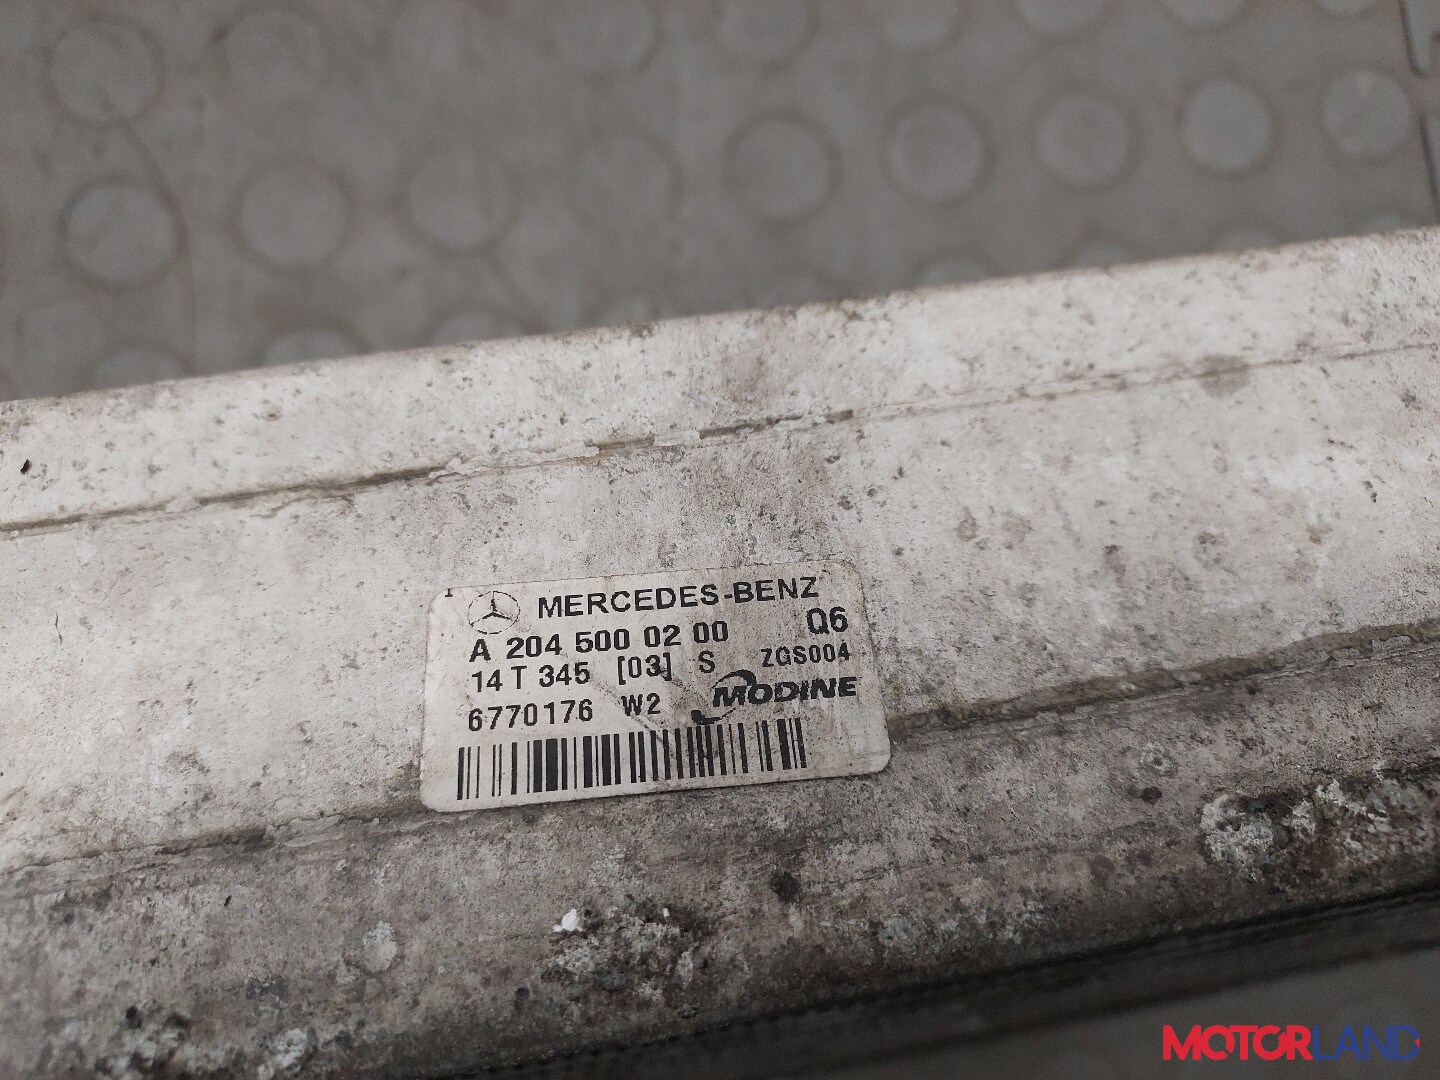 MERCEDES-BENZ
A 204 500 02 00 Q6
14 T 345 [03] S ZGS004
6770176 W2 MODINE
MOTORLAND